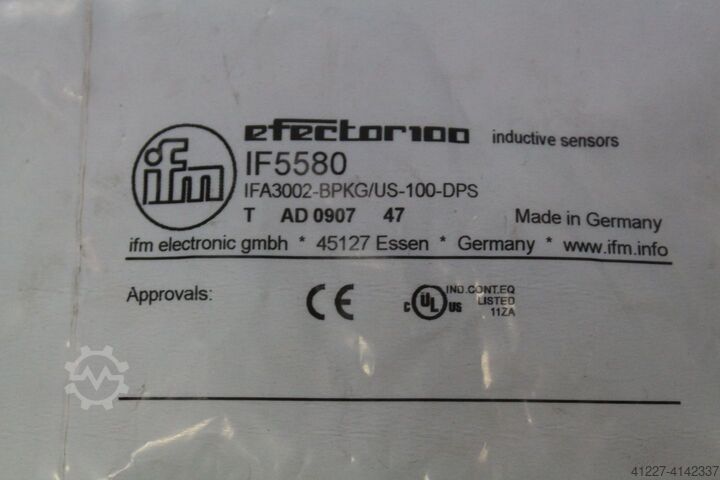 ifm
efector100 inductive sensors
IF5580
IFA3002-BPKG/US-100-DPS
T AD 0907 47 Made in Germany
ifm electronic gmbh * 45127 Essen * Germany * www.ifm.info
Approvals: CE c UL US IND.CONT.EQ
LISTED
11ZA
41227-4142337